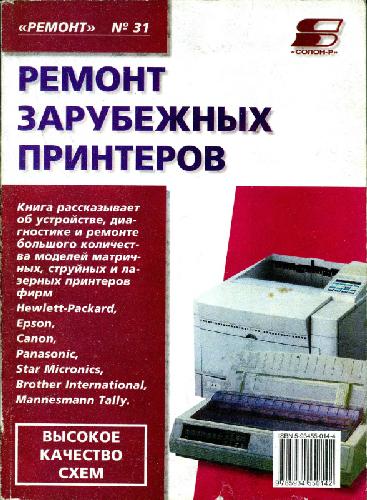 «РЕМОНТ» № 31
«СОЛОН-Р»
РЕМОНТ
ЗАРУБЕЖНЫХ
ПРИНТЕРОВ
Книга рассказывает
об устройстве, диа-
гностике и ремонте
большого количест-
ва моделей матрич-
ных, струйных и ла-
зерных принтеров
фирм
Hewlett-Packard,
Epson,
Canon,
Panasonic,
Star Micronics,
Brother International,
Mannesmann Tally.
ВЫСОКОЕ
КАЧЕСТВО
СХЕМ